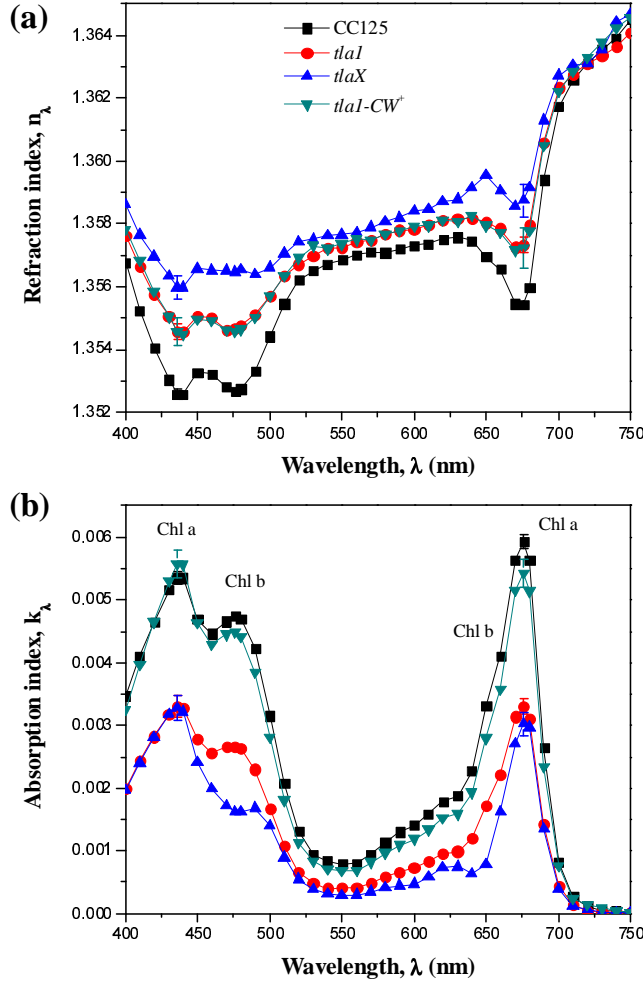 (a)
CC125
tla1
tlaX
tla1-CW⁺
Refraction index, nλ
1.364
1.362
1.360
1.358
1.356
1.354
1.352
400 450 500 550 600 650 700 750
Wavelength, λ (nm)
(b)
Chl a
Chl b
Chl b
Chl a
Absorption index, kλ
0.006
0.005
0.004
0.003
0.002
0.001
0.000
400 450 500 550 600 650 700 750
Wavelength, λ (nm)